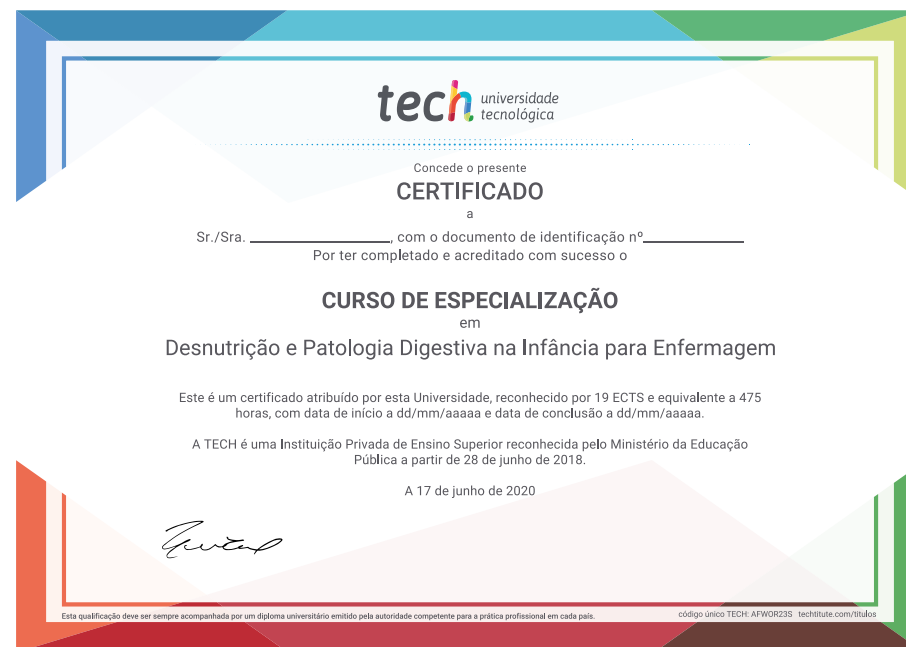 tech universidade
tecnológica
Concede o presente
CERTIFICADO
a
Sr./Sra. ____________________, com o documento de identificação nº______________
Por ter completado e acreditado com sucesso o
CURSO DE ESPECIALIZAÇÃO
em
Desnutrição e Patologia Digestiva na Infância para Enfermagem
Este é um certificado atribuído por esta Universidade, reconhecido por 19 ECTS e equivalente a 475
horas, com data de início a dd/mm/aaaaa e data de conclusão a dd/mm/aaaaa.
A TECH é uma Instituição Privada de Ensino Superior reconhecida pelo Ministério da Educação
Pública a partir de 28 de junho de 2018.
A 17 de junho de 2020
Esta qualificação deve ser sempre acompanhada por um diploma universitário emitido pela autoridade competente para a prática profissional em cada país.
código único TECH: AFWOR23S techtitute.com/titulos